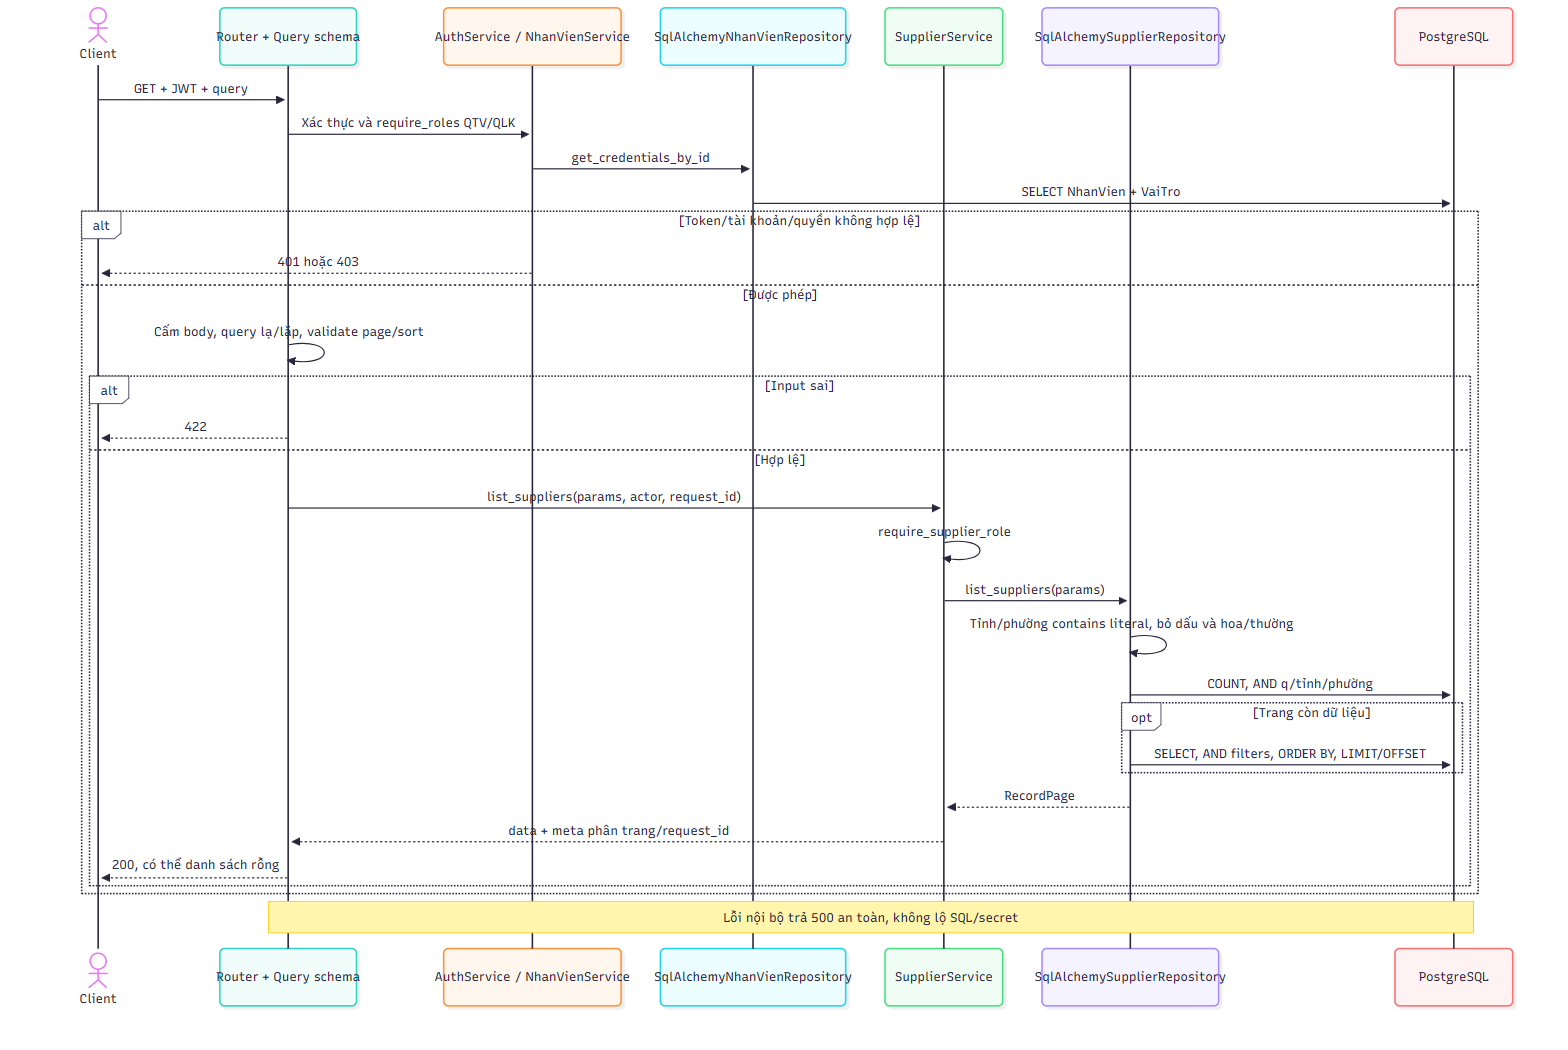 Client
Router + Query schema
AuthService / NhanVienService
SqlAlchemyNhanVienRepository
SupplierService
SqlAlchemySupplierRepository
PostgreSQL
GET + JWT + query
Xác thực và require_roles QTV/QLK
get_credentials_by_id
SELECT NhanVien + VaiTro
alt
[Token/tài khoản/quyền không hợp lệ]
401 hoặc 403
[Được phép]
Cấm body, query lạ/lặp, validate page/sort
alt
[Input sai]
422
[Hợp lệ]
list_suppliers(params, actor, request_id)
require_supplier_role
list_suppliers(params)
Tỉnh/phường contains literal, bỏ dấu và hoa/thường
COUNT, AND q/tỉnh/phường
opt
[Trang còn dữ liệu]
SELECT, AND filters, ORDER BY, LIMIT/OFFSET
RecordPage
data + meta phân trang/request_id
200, có thể danh sách rỗng
Lỗi nội bộ trả 500 an toàn, không lộ SQL/secret
Client
Router + Query schema
AuthService / NhanVienService
SqlAlchemyNhanVienRepository
SupplierService
SqlAlchemySupplierRepository
PostgreSQL